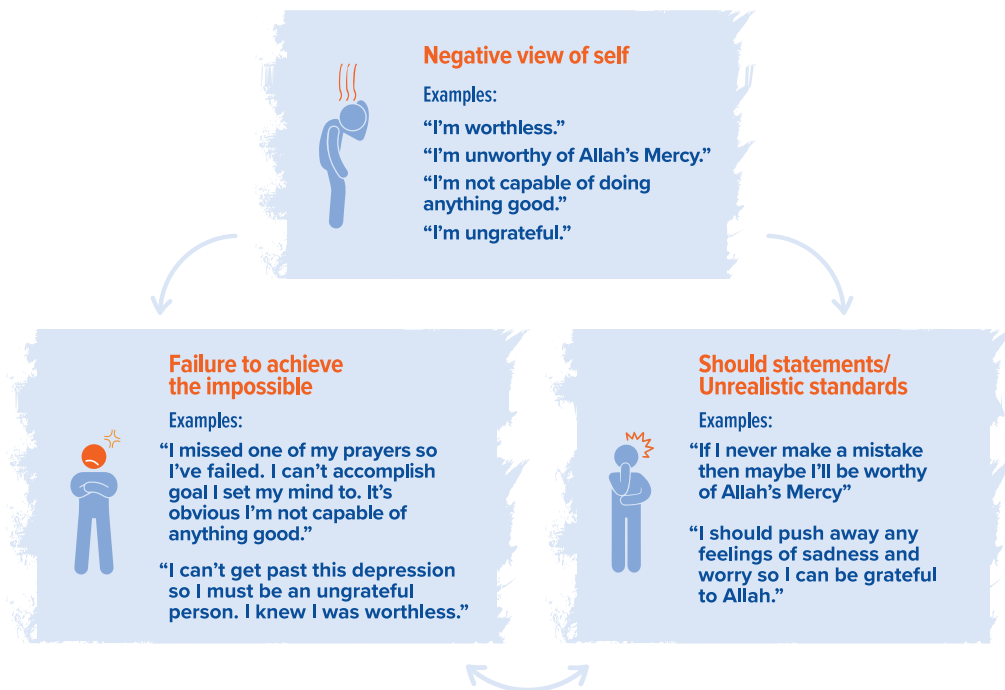 Negative view of self
Examples:
“I’m worthless.”
“I’m unworthy of Allah’s Mercy.”
“I’m not capable of doing
anything good.”
“I’m ungrateful.”
Failure to achieve
the impossible
Examples:
“I missed one of my prayers so
I’ve failed. I can’t accomplish
goal I set my mind to. It’s
obvious I’m not capable of
anything good.”
“I can’t get past this depression
so I must be an ungrateful
person. I knew I was worthless.”
Should statements/
Unrealistic standards
Examples:
“If I never make a mistake
then maybe I’ll be worthy
of Allah’s Mercy”
“I should push away any
feelings of sadness and
worry so I can be grateful
to Allah.”